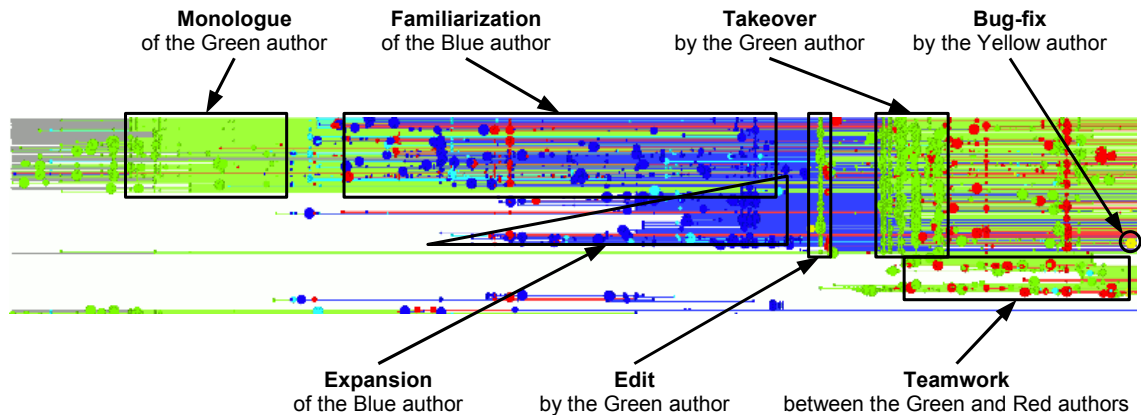 Monologue
of the Green author
Familiarization
of the Blue author
Takeover
by the Green author
Bug-fix
by the Yellow author
Expansion
of the Blue author
Edit
by the Green author
Teamwork
between the Green and Red authors